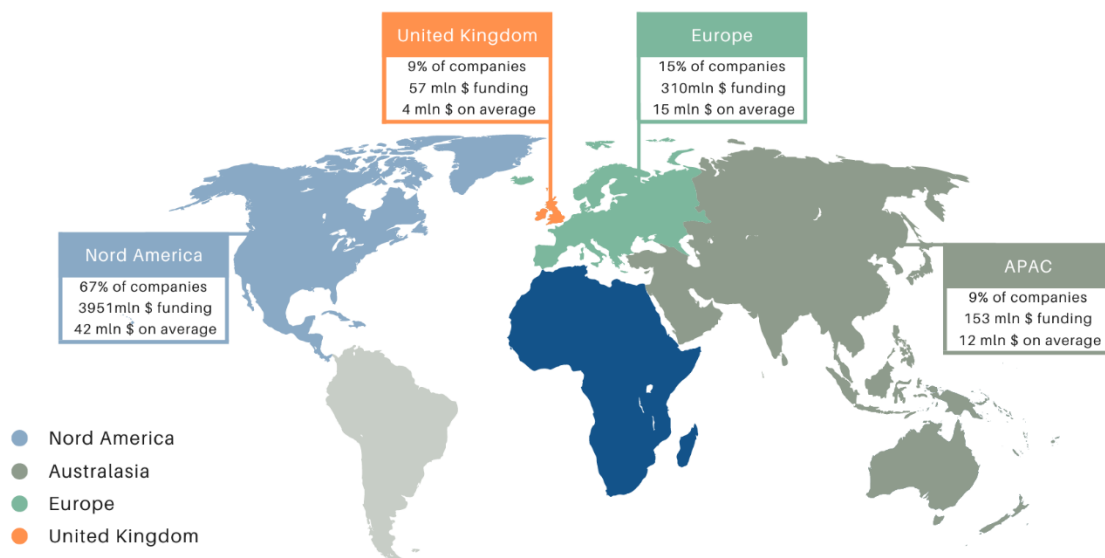 United Kingdom
9% of companies
57 mln $ funding
4 mln $ on average
Europe
15% of companies
310mln $ funding
15 mln $ on average
Nord America
67% of companies
3951mln $ funding
42 mln $ on average
APAC
9% of companies
153 mln $ funding
12 mln $ on average
Nord America
Australasia
Europe
United Kingdom